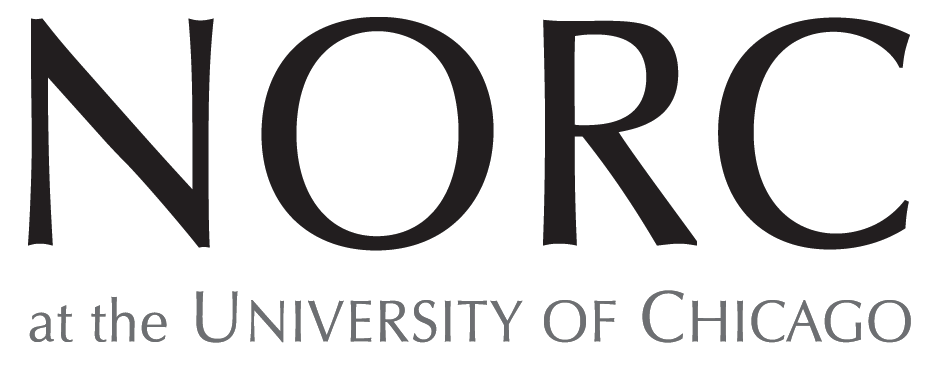 NORC
at the UNIVERSITY OF CHICAGO